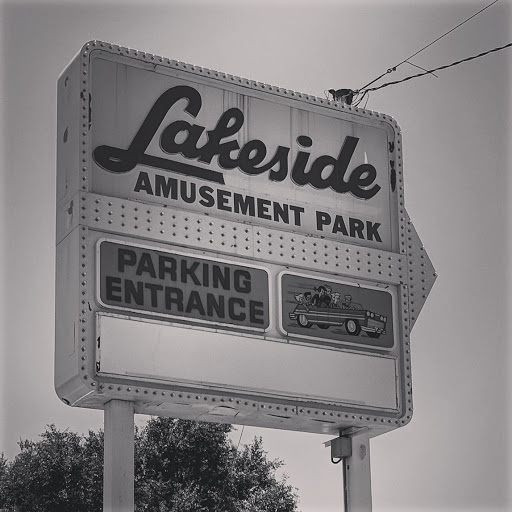 Lakeside
AMUSEMENT PARK
PARKING
ENTRANCE